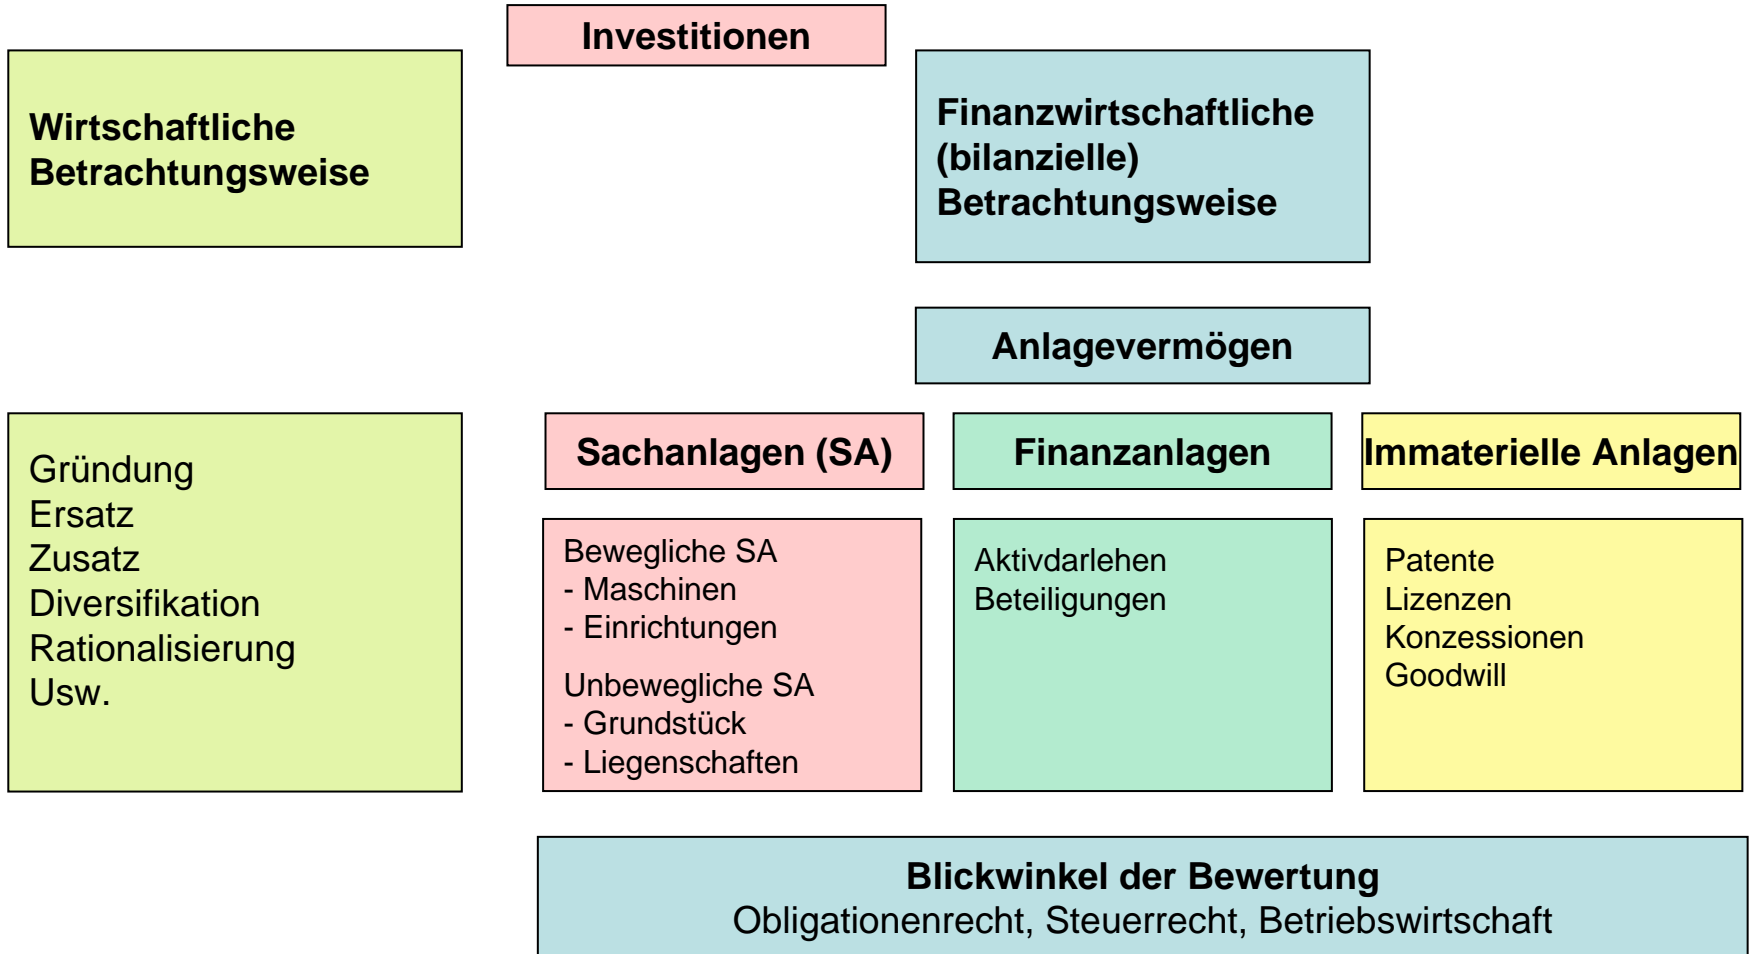 Investitionen
Wirtschaftliche
Betrachtungsweise
Finanzwirtschaftliche
(bilanzielle)
Betrachtungsweise
Anlagevermögen
Gründung
Ersatz
Zusatz
Diversifikation
Rationalisierung
Usw.
Sachanlagen (SA)
Bewegliche SA
- Maschinen
- Einrichtungen
Unbewegliche SA
- Grundstück
- Liegenschaften
Finanzanlagen
Aktivdarlehen
Beteiligungen
Immaterielle Anlagen
Patente
Lizenzen
Konzessionen
Goodwill
Blickwinkel der Bewertung
Obligationenrecht, Steuerrecht, Betriebswirtschaft